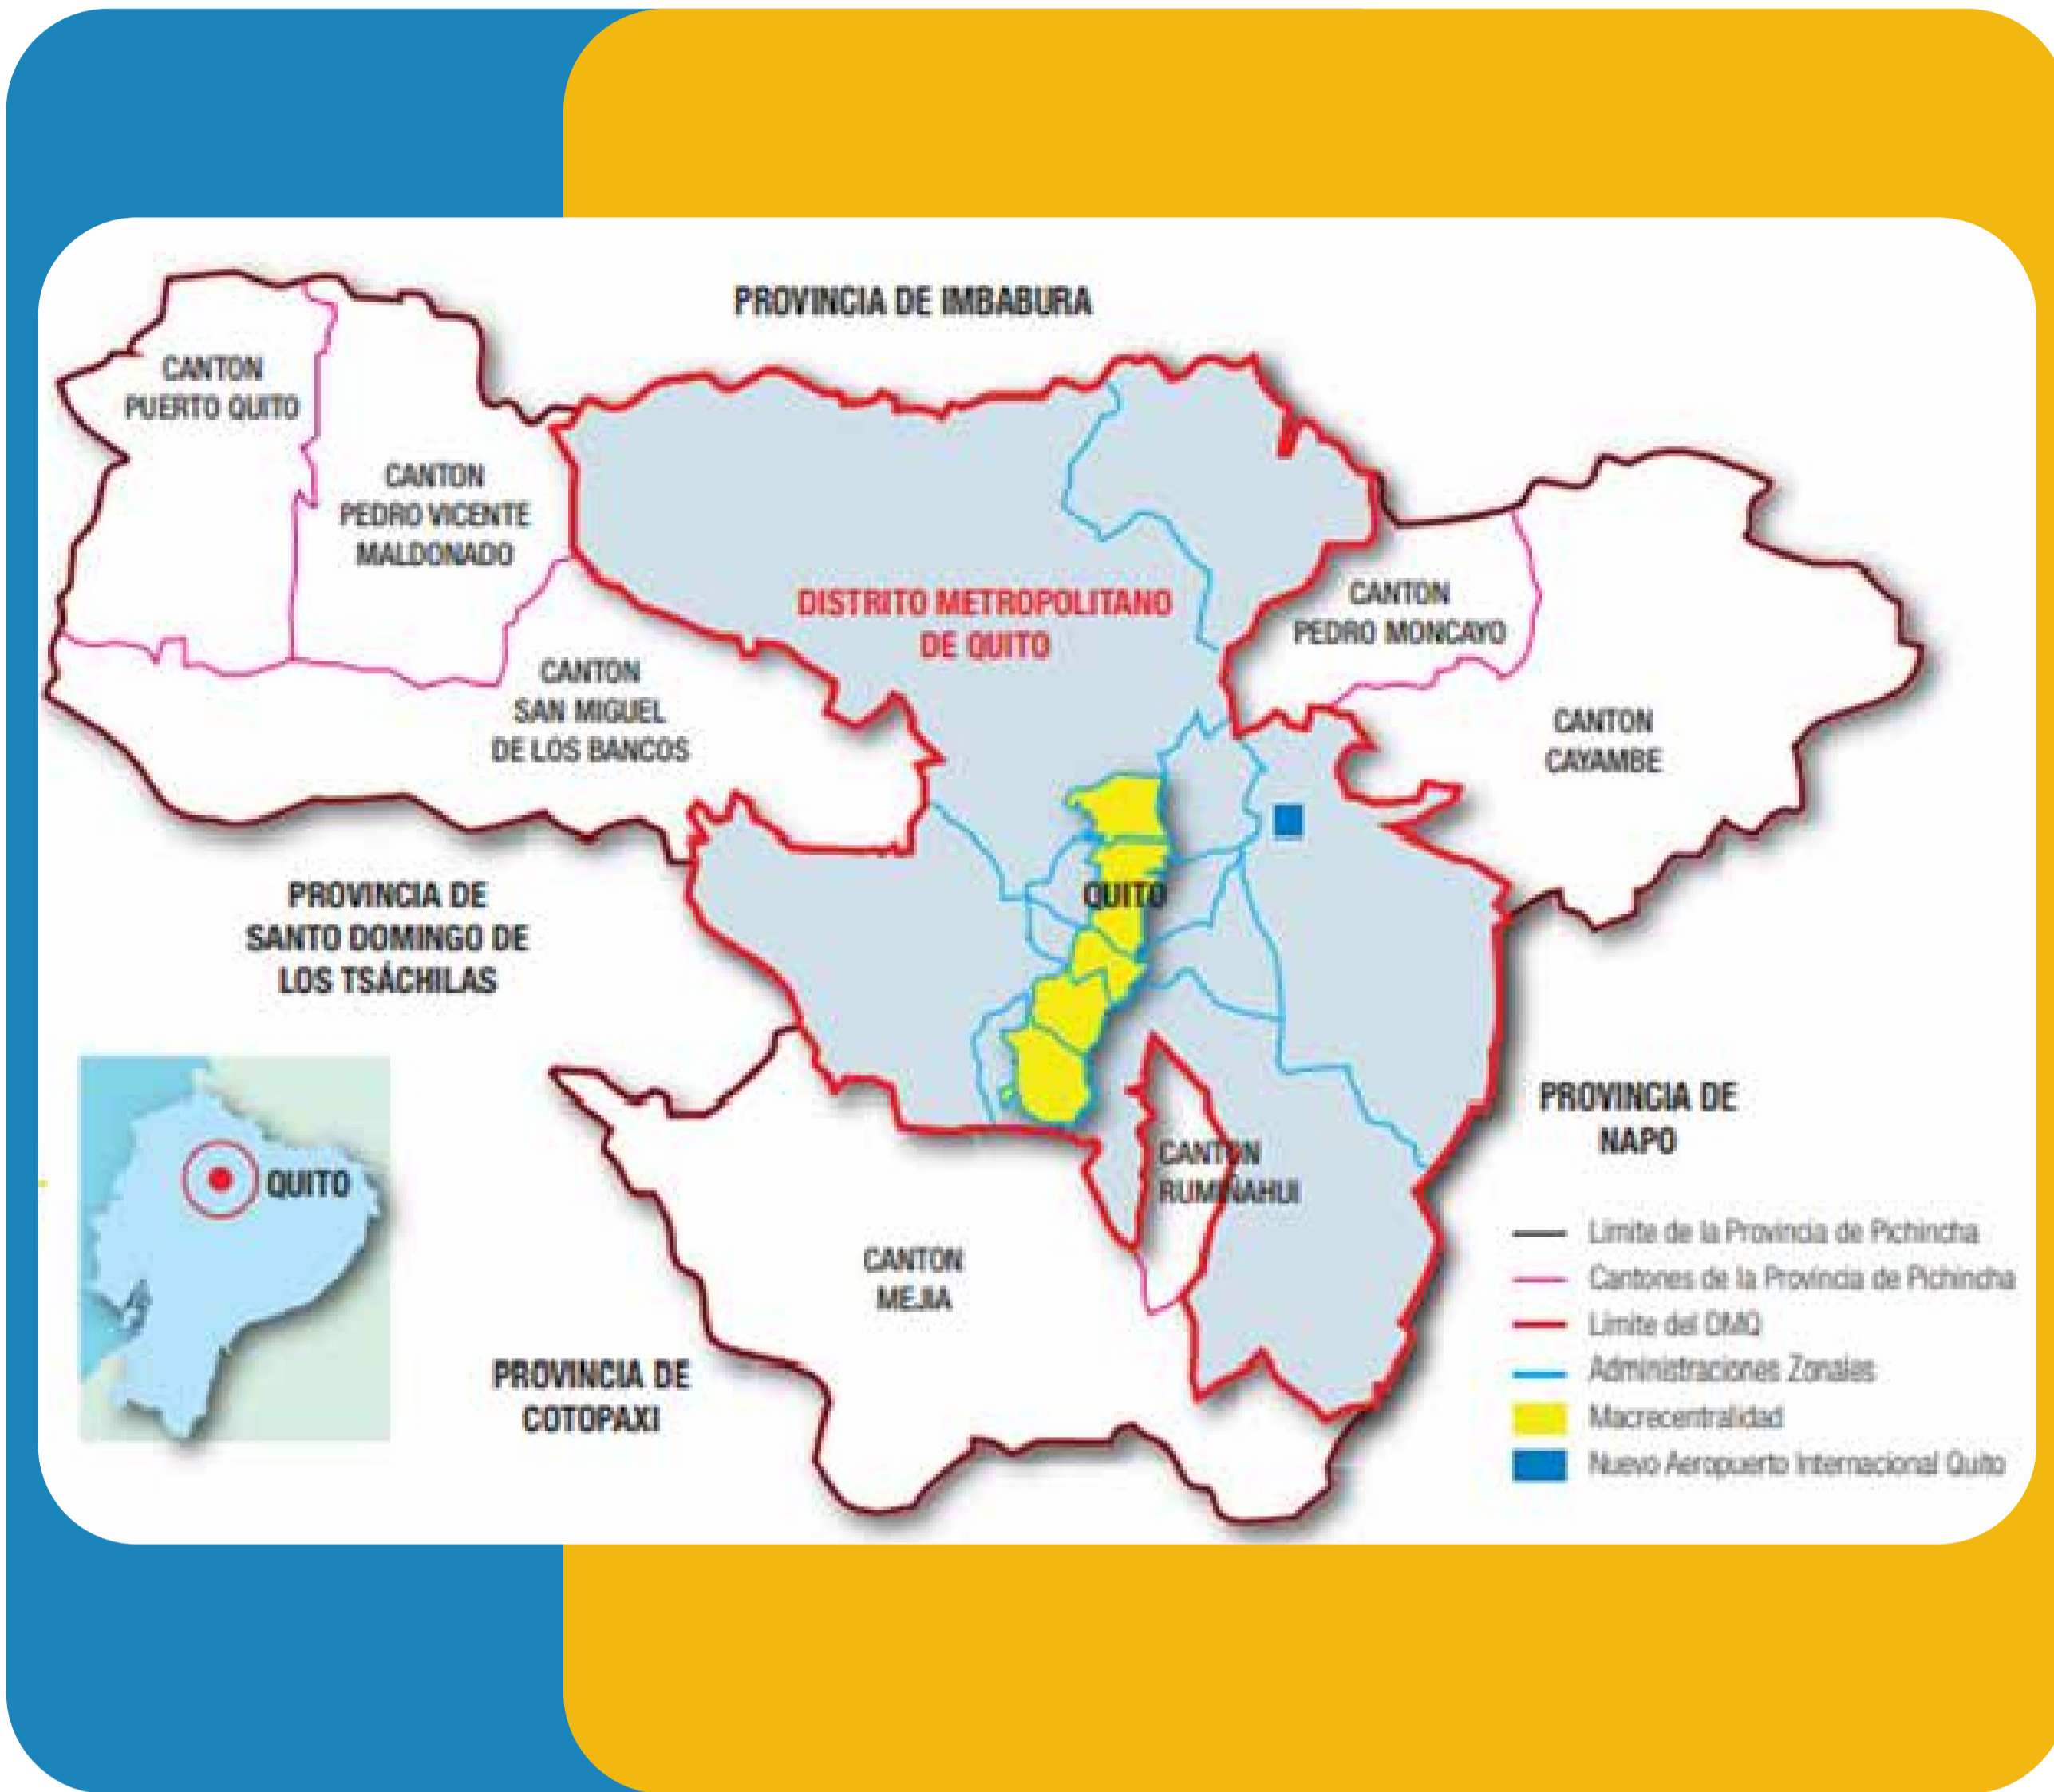 PROVINCIA DE IMBABURA
CANTON
PUERTO QUITO
CANTON
PEDRO VICENTE
MALDONADO
DISTRITO METROPOLITANO
DE QUITO
CANTON
PEDRO MONCAYO
CANTON
SAN MIGUEL
DE LOS BANCOS
CANTON
CAYAMBE
QUITO
PROVINCIA DE
SANTO DOMINGO DE
LOS TSÁCHILAS
PROVINCIA DE
NAPO
CANTON
RUMIÑAHUI
QUITO
CANTON
MEJIA
PROVINCIA DE
COTOPAXI
Límite de la Provincia de Pichincha
Cantones de la Provincia de Pichincha
Límite del DMQ
Administraciones Zonales
Macrecentralidad
Nuevo Aeropuerto Internacional Quito